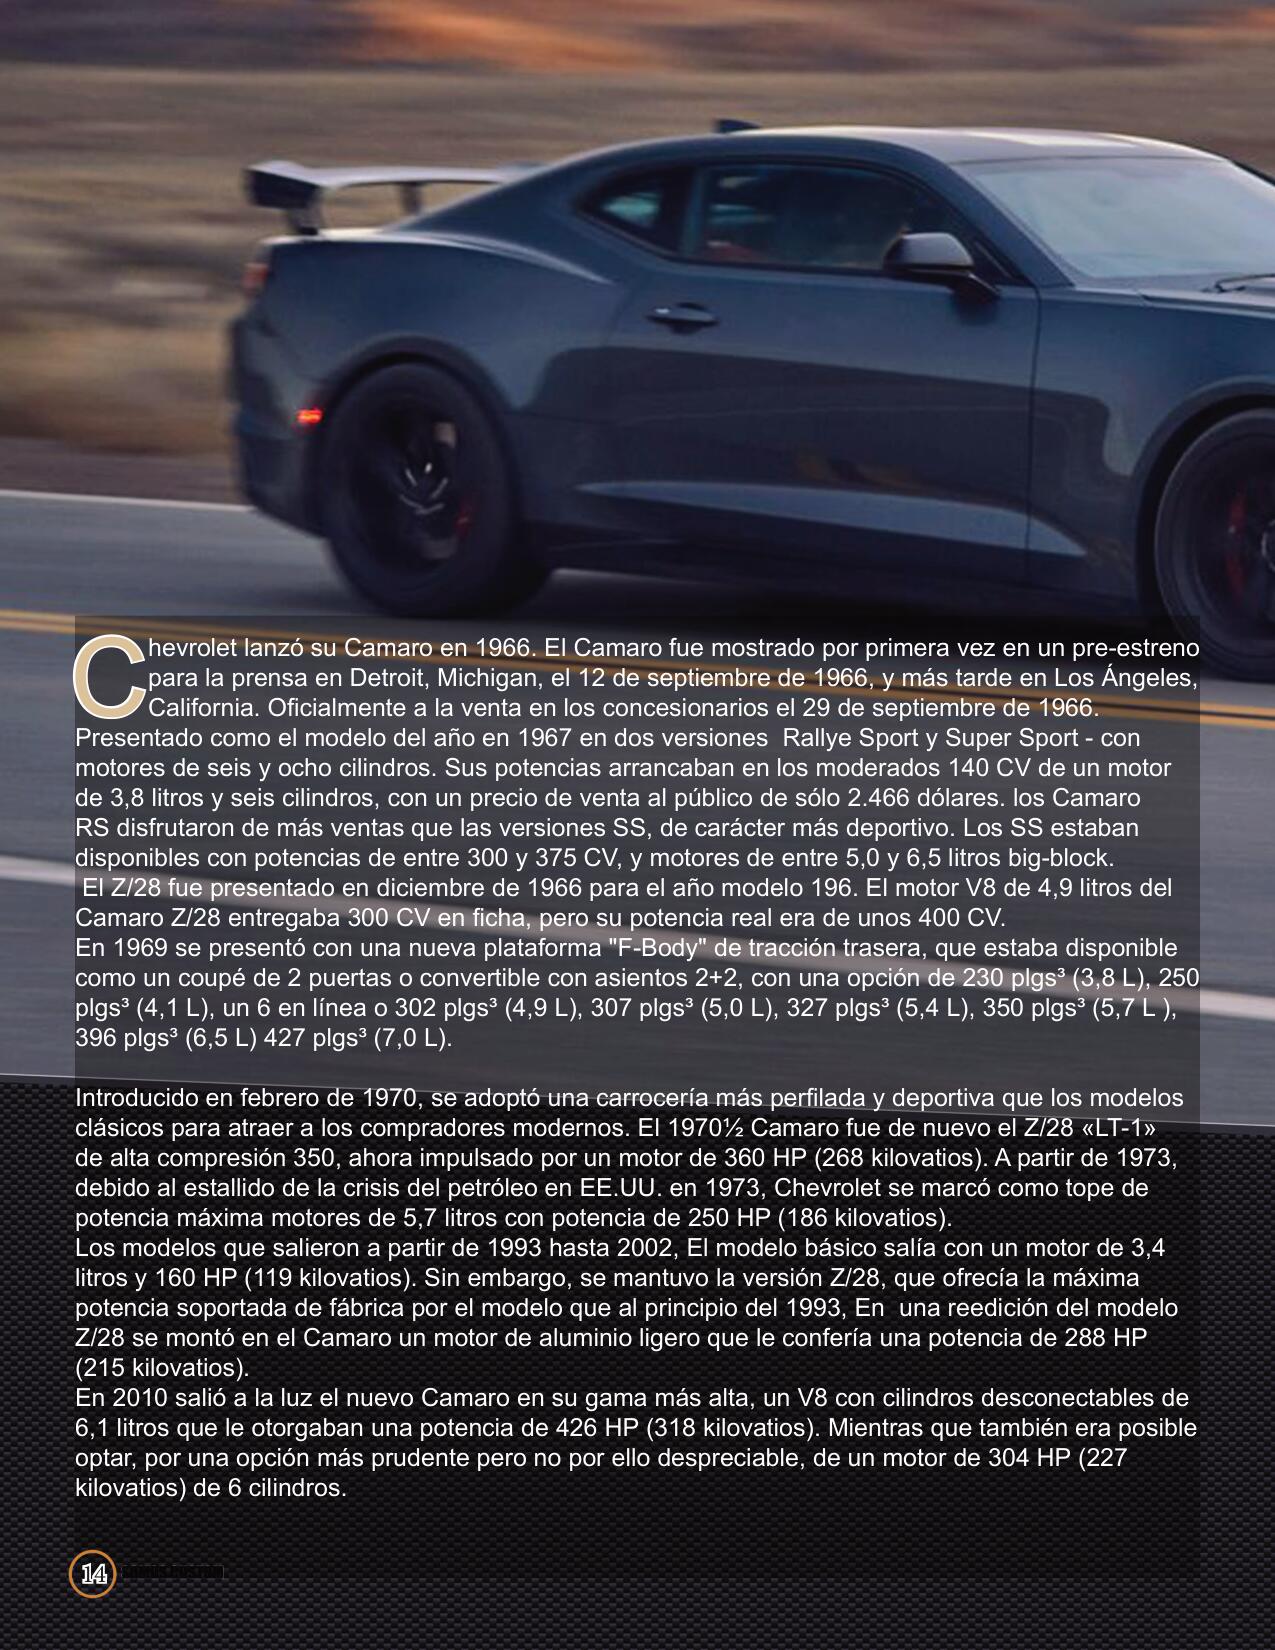 Chevrolet lanzó su Camaro en 1966. El Camaro fue mostrado por primera vez en un pre-estreno
para la prensa en Detroit, Michigan, el 12 de septiembre de 1966, y más tarde en Los Ángeles,
California. Oficialmente a la venta en los concesionarios el 29 de septiembre de 1966.
Presentado como el modelo del año en 1967 en dos versiones  Rallye Sport y Super Sport - con
motores de seis y ocho cilindros. Sus potencias arrancaban en los moderados 140 CV de un motor
de 3,8 litros y seis cilindros, con un precio de venta al público de sólo 2.466 dólares. los Camaro
RS disfrutaron de más ventas que las versiones SS, de carácter más deportivo. Los SS estaban
disponibles con potencias de entre 300 y 375 CV, y motores de entre 5,0 y 6,5 litros big-block.
El Z/28 fue presentado en diciembre de 1966 para el año modelo 196. El motor V8 de 4,9 litros del
Camaro Z/28 entregaba 300 CV en ficha, pero su potencia real era de unos 400 CV.
En 1969 se presentó con una nueva plataforma "F-Body" de tracción trasera, que estaba disponible
como un coupé de 2 puertas o convertible con asientos 2+2, con una opción de 230 plgs³ (3,8 L), 250
plgs³ (4,1 L), un 6 en línea o 302 plgs³ (4,9 L), 307 plgs³ (5,0 L), 327 plgs³ (5,4 L), 350 plgs³ (5,7 L ),
396 plgs³ (6,5 L) 427 plgs³ (7,0 L).
Introducido en febrero de 1970, se adoptó una carrocería más perfilada y deportiva que los modelos
clásicos para atraer a los compradores modernos. El 1970½ Camaro fue de nuevo el Z/28 «LT-1»
de alta compresión 350, ahora impulsado por un motor de 360 HP (268 kilovatios). A partir de 1973,
debido al estallido de la crisis del petróleo en EE.UU. en 1973, Chevrolet se marcó como tope de
potencia máxima motores de 5,7 litros con potencia de 250 HP (186 kilovatios).
Los modelos que salieron a partir de 1993 hasta 2002, El modelo básico salía con un motor de 3,4
litros y 160 HP (119 kilovatios). Sin embargo, se mantuvo la versión Z/28, que ofrecía la máxima
potencia soportada de fábrica por el modelo que al principio del 1993, En  una reedición del modelo
Z/28 se montó en el Camaro un motor de aluminio ligero que le confería una potencia de 288 HP
(215 kilovatios).
En 2010 salió a la luz el nuevo Camaro en su gama más alta, un V8 con cilindros desconectables de
6,1 litros que le otorgaban una potencia de 426 HP (318 kilovatios). Mientras que también era posible
optar, por una opción más prudente pero no por ello despreciable, de un motor de 304 HP (227
kilovatios) de 6 cilindros.
14